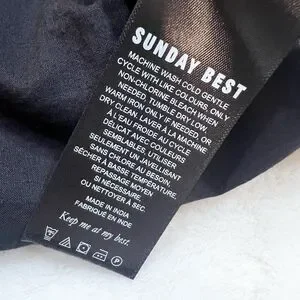 SUNDAY BEST
MACHINE WASH COLD GENTLE
CYCLE WITH LIKE COLOURS, ONLY
NON-CHLORINE BLEACH WHEN
NEEDED, TUMBLE DRY LOW.
WARM IRON ONLY IF NEEDED, OR
DRY CLEAN. LAVER À LA MACHINE
À L'EAU FROIDE AU CYCLE
DÉLICAT AVEC COULEURS
SEMBLABLES, JAVELLISANT
SEULEMENT SANS CHLORE AU BESOIN,
SÉCHER À BASSE TEMPÉRATURE.
REPASSAGE MOYEN
SI NÉCESSAIRE,
OU NETTOYER À SEC.
MADE IN INDIA
FABRIQUÉ EN INDE
Keep me at my best.